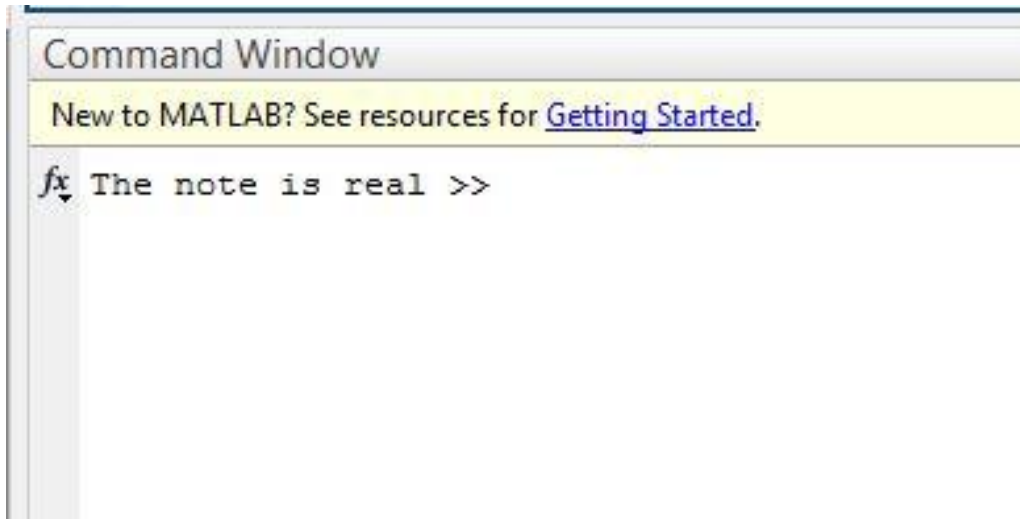 Command Window
New to MATLAB? See resources for Getting Started.
fx The note is real >>